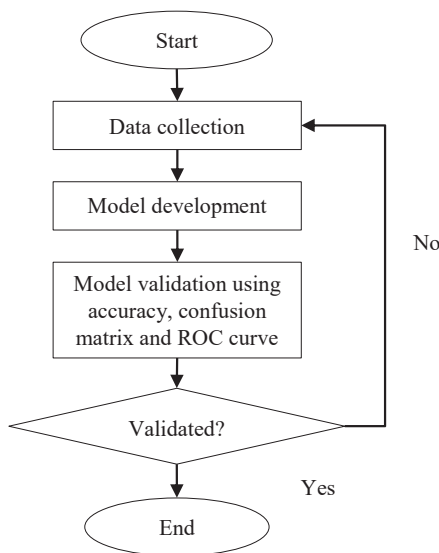 Start
Data collection
Model development
No
Model validation using
accuracy, confusion
matrix and ROC curve
Validated?
Yes
End